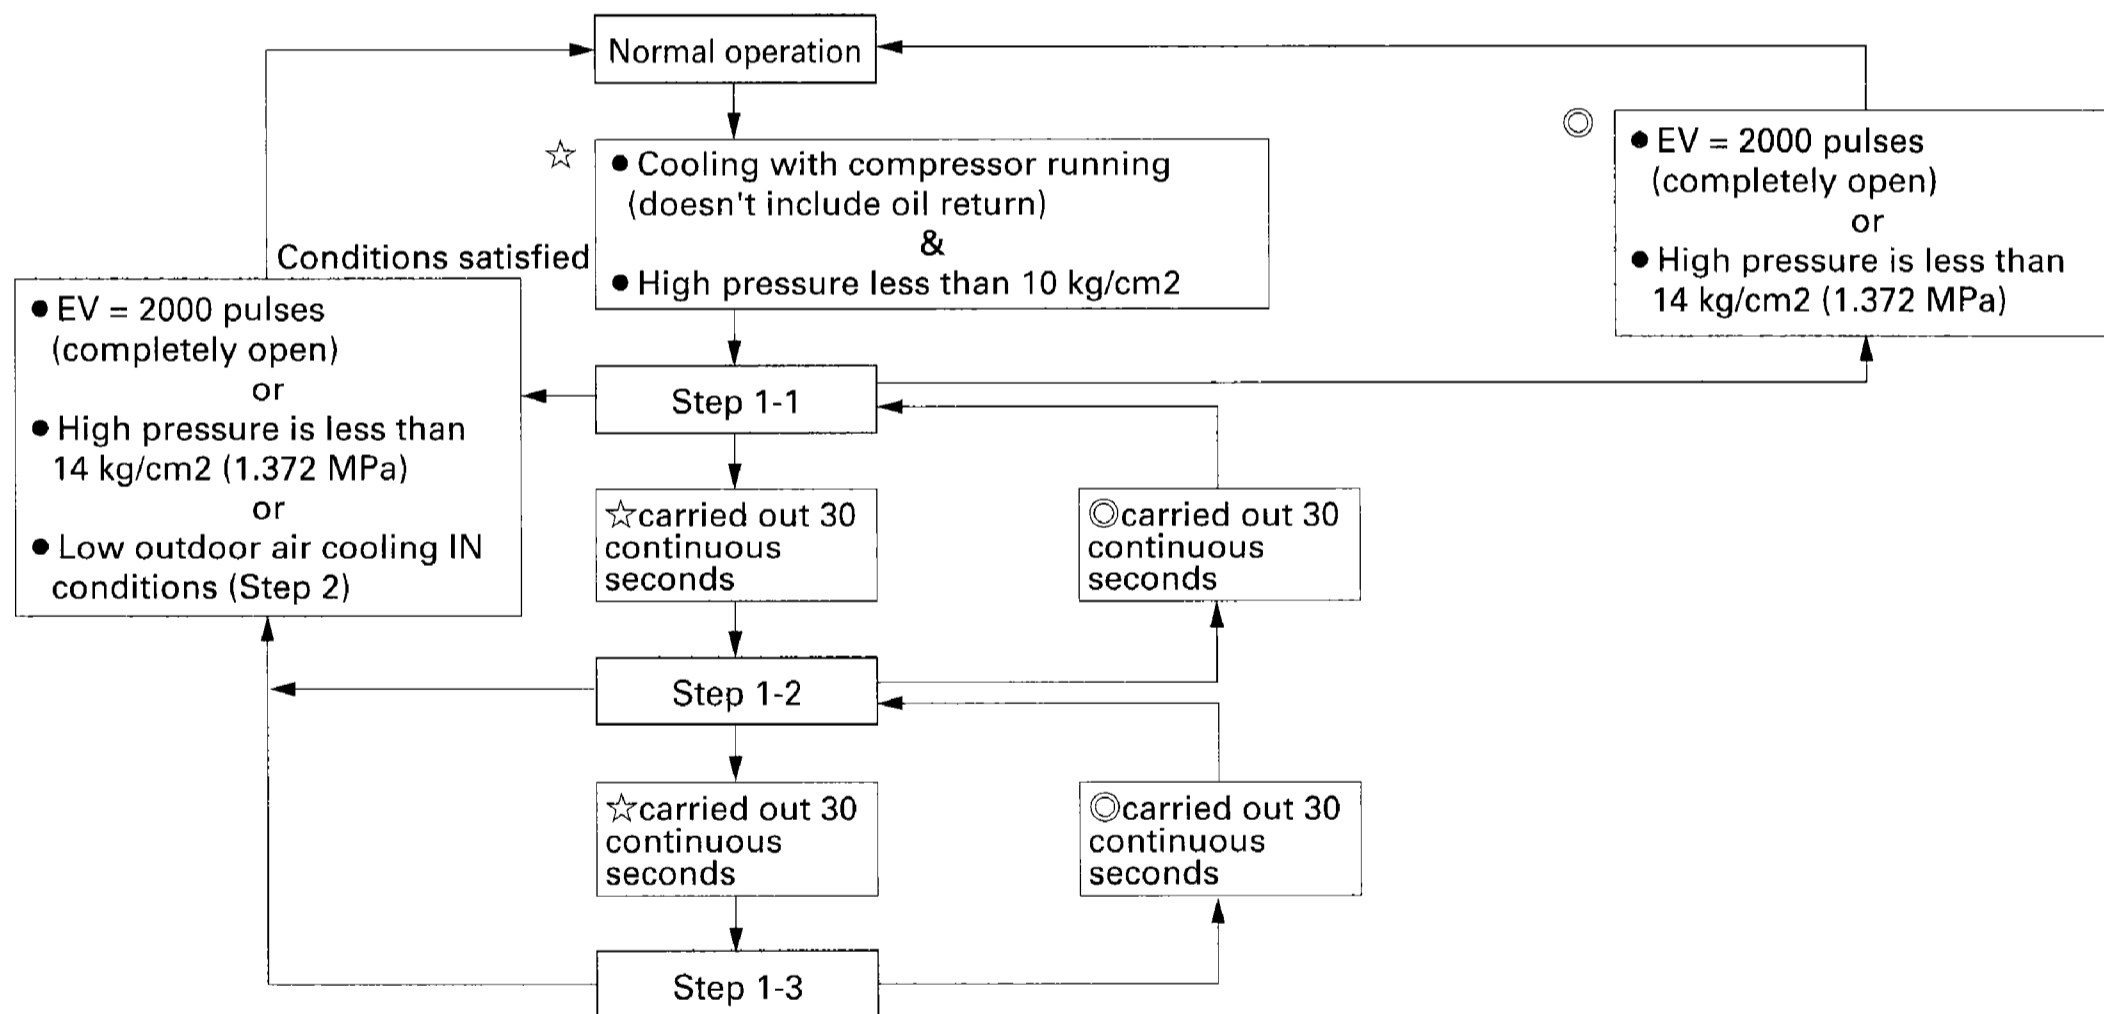 Normal operation
☆
● Cooling with compressor running
(doesn't include oil return)
&
● High pressure less than 10 kg/cm2
◎
● EV = 2000 pulses
(completely open)
or
● High pressure is less than
14 kg/cm2 (1.372 MPa)
Conditions satisfied
● EV = 2000 pulses
(completely open)
or
● High pressure is less than
14 kg/cm2 (1.372 MPa)
or
● Low outdoor air cooling IN
conditions (Step 2)
Step 1-1
☆carried out 30
continuous
seconds
◎carried out 30
continuous
seconds
Step 1-2
☆carried out 30
continuous
seconds
◎carried out 30
continuous
seconds
Step 1-3